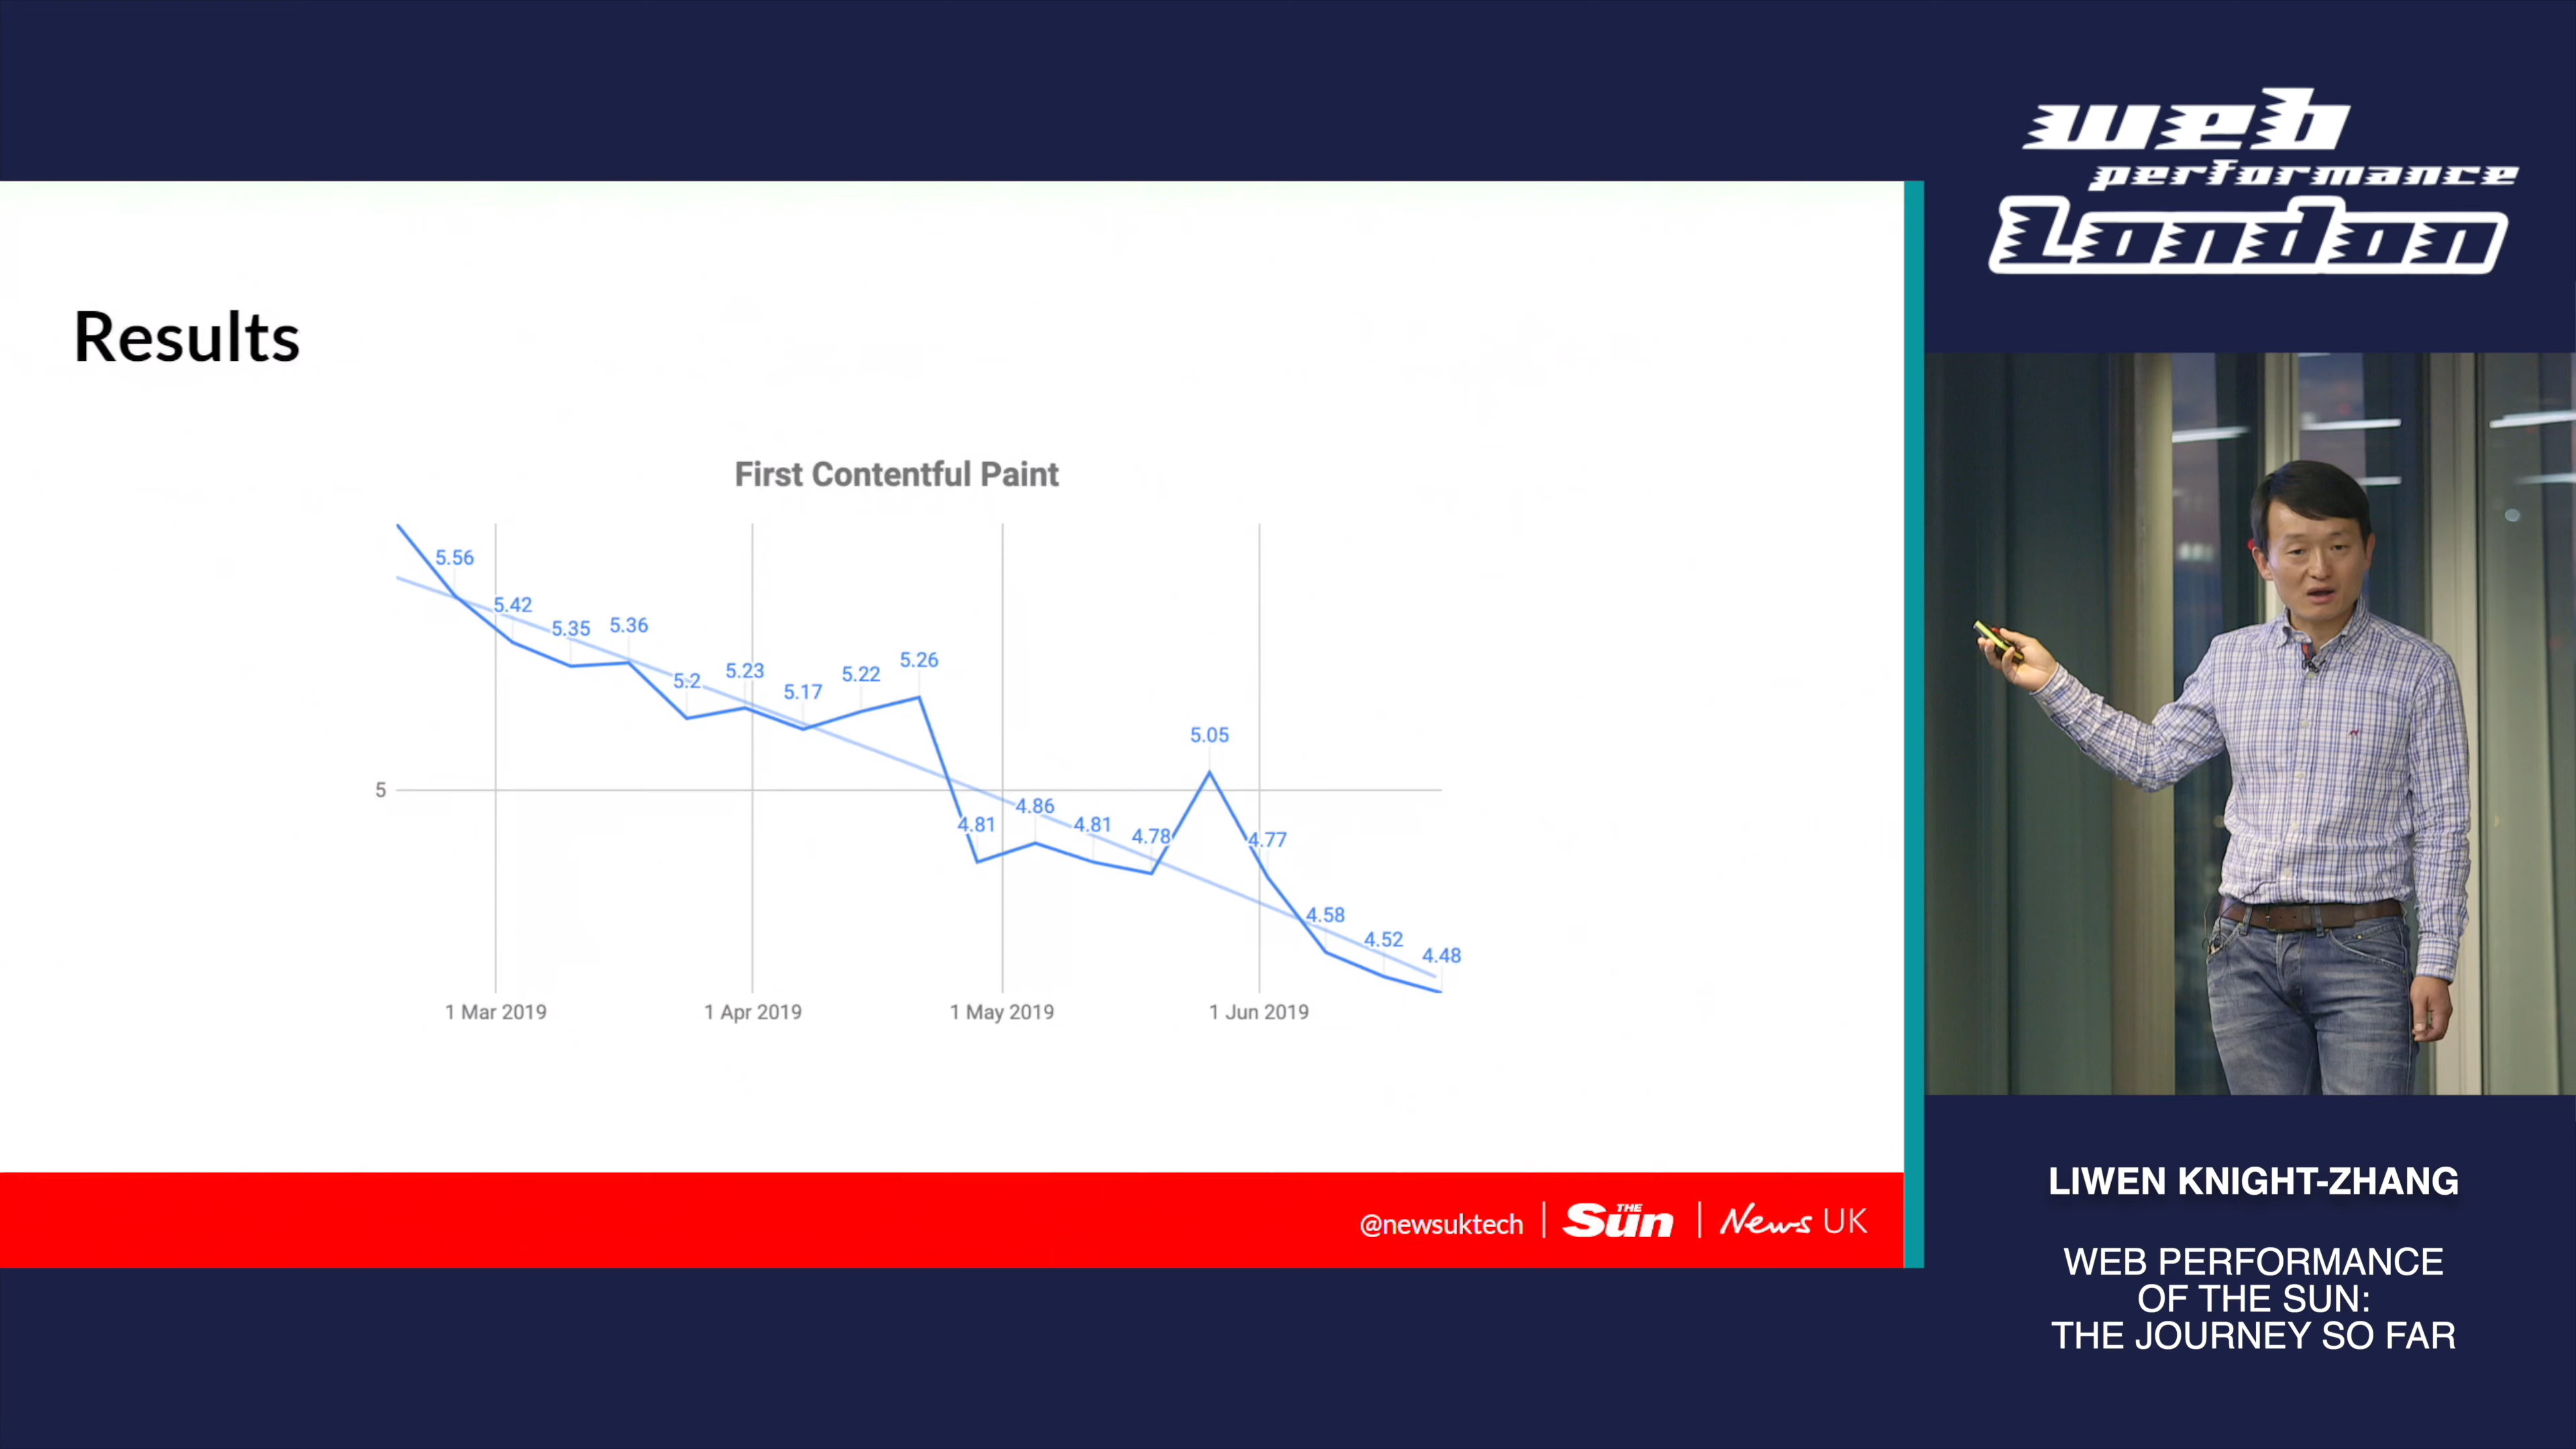 web
performance
London
Results
First Contentful Paint
5.56
5.42
5.35
5.36
5.2
5.23
5.17
5.22
5.26
4.81
4.86
4.81
4.78
5.05
4.77
4.58
4.52
4.48
5
1 Mar 2019
1 Apr 2019
1 May 2019
1 Jun 2019
@newsuktech | THE Sun | News UK
LIWEN KNIGHT-ZHANG
WEB PERFORMANCE
OF THE SUN:
THE JOURNEY SO FAR